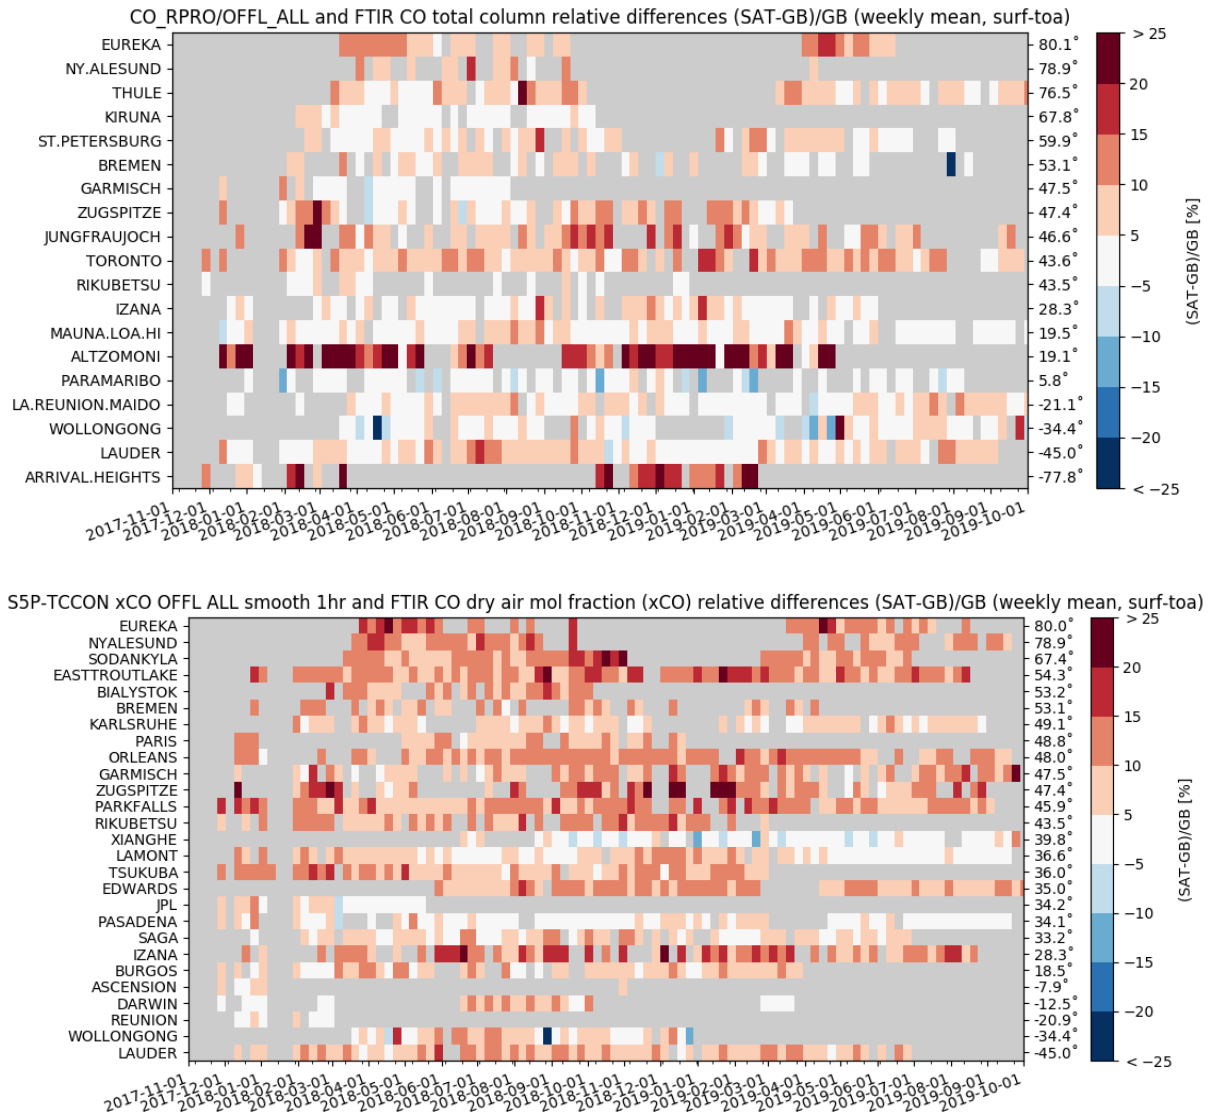 CO_RPRO/OFFL_ALL and FTIR CO total column relative differences (SAT-GB)/GB (weekly mean, surf-toa)
EUREKA 80.1°
NY.ALESUND 78.9°
THULE 76.5°
KIRUNA 67.8°
ST.PETERSBURG 59.9°
BREMEN 53.1°
GARMISCH 47.5°
ZUGSPITZE 47.4°
JUNGFRAUJOCH 46.6°
TORONTO 43.6°
RIKUBETSU 43.5°
IZANA 28.3°
MAUNA.LOA.HI 19.5°
ALTZOMONI 19.1°
PARAMARIBO 5.8°
LA.REUNION.MAIDO -21.1°
WOLLONGONG -34.4°
LAUDER -45.0°
ARRIVAL.HEIGHTS -77.8°
2017-11-01 2017-12-01 2018-01-01 2018-02-01 2018-03-01 2018-04-01 2018-05-01 2018-06-01 2018-07-01 2018-08-01 2018-09-01 2018-10-01 2018-11-01 2018-12-01 2019-01-01 2019-02-01 2019-03-01 2019-04-01 2019-05-01 2019-06-01 2019-07-01 2019-08-01 2019-09-01 2019-10-01
> 25
20
15
10
5
−5
−10
−15
−20
< −25
(SAT-GB)/GB [%]
S5P-TCCON xCO OFFL ALL smooth 1hr and FTIR CO dry air mol fraction (xCO) relative differences (SAT-GB)/GB (weekly mean, surf-toa)
EUREKA 80.0°
NYALESUND 78.9°
SODANKYLA 67.4°
EASTTROUTLAKE 54.3°
BIALYSTOK 53.2°
BREMEN 53.1°
KARLSRUHE 49.1°
PARIS 48.8°
ORLEANS 48.0°
GARMISCH 47.5°
ZUGSPITZE 47.4°
PARKFALLS 45.9°
RIKUBETSU 43.5°
XIANGHE 39.8°
LAMONT 36.6°
TSUKUBA 36.0°
EDWARDS 35.0°
JPL 34.2°
PASADENA 34.1°
SAGA 33.2°
IZANA 28.3°
BURGOS 18.5°
ASCENSION -7.9°
DARWIN -12.5°
REUNION -20.9°
WOLLONGONG -34.4°
LAUDER -45.0°
2017-11-01 2017-12-01 2018-01-01 2018-02-01 2018-03-01 2018-04-01 2018-05-01 2018-06-01 2018-07-01 2018-08-01 2018-09-01 2018-10-01 2018-11-01 2018-12-01 2019-01-01 2019-02-01 2019-03-01 2019-04-01 2019-05-01 2019-06-01 2019-07-01 2019-08-01 2019-09-01 2019-10-01
> 25
20
15
10
5
−5
−10
−15
−20
< −25
(SAT-GB)/GB [%]